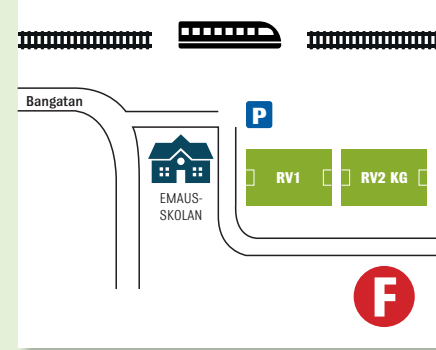 Bangatan
P
EMAUS-
SKOLAN
RV1
RV2 KG
F